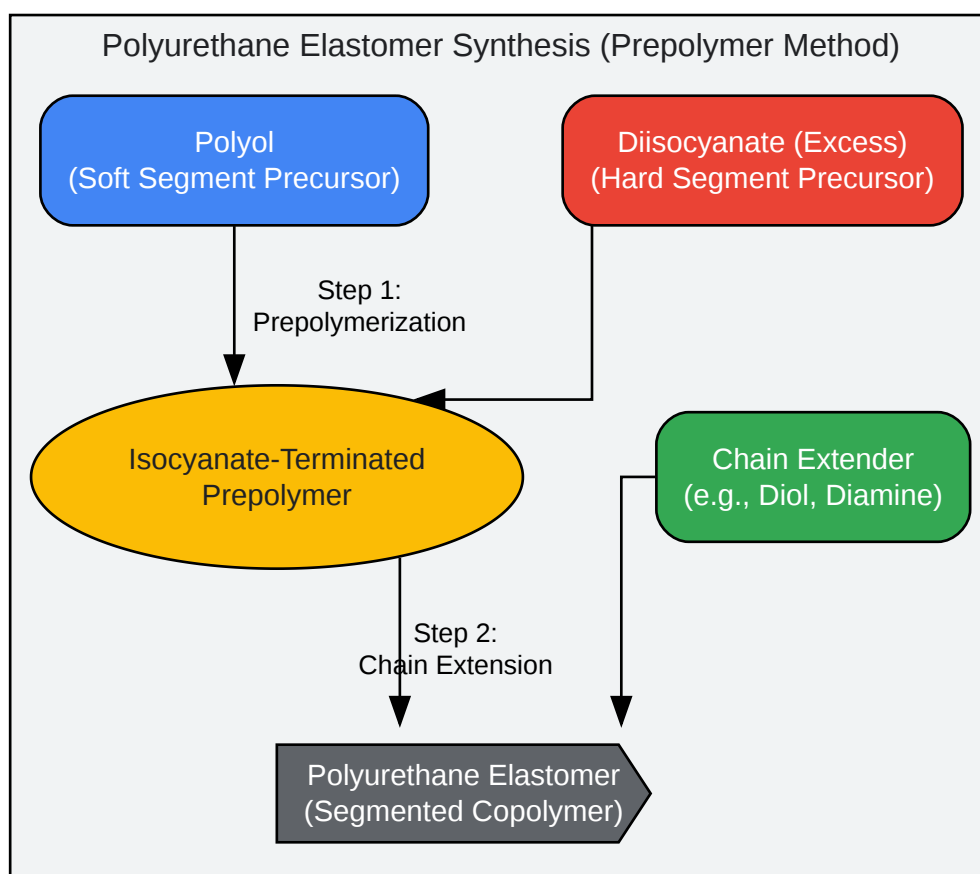 Polyurethane Elastomer Synthesis (Prepolymer Method)
Polyol
(Soft Segment Precursor)
Diisocyanate (Excess)
(Hard Segment Precursor)
Step 1:
Prepolymerization
Isocyanate-Terminated
Prepolymer
Chain Extender
(e.g., Diol, Diamine)
Step 2:
Chain Extension
Polyurethane Elastomer
(Segmented Copolymer)